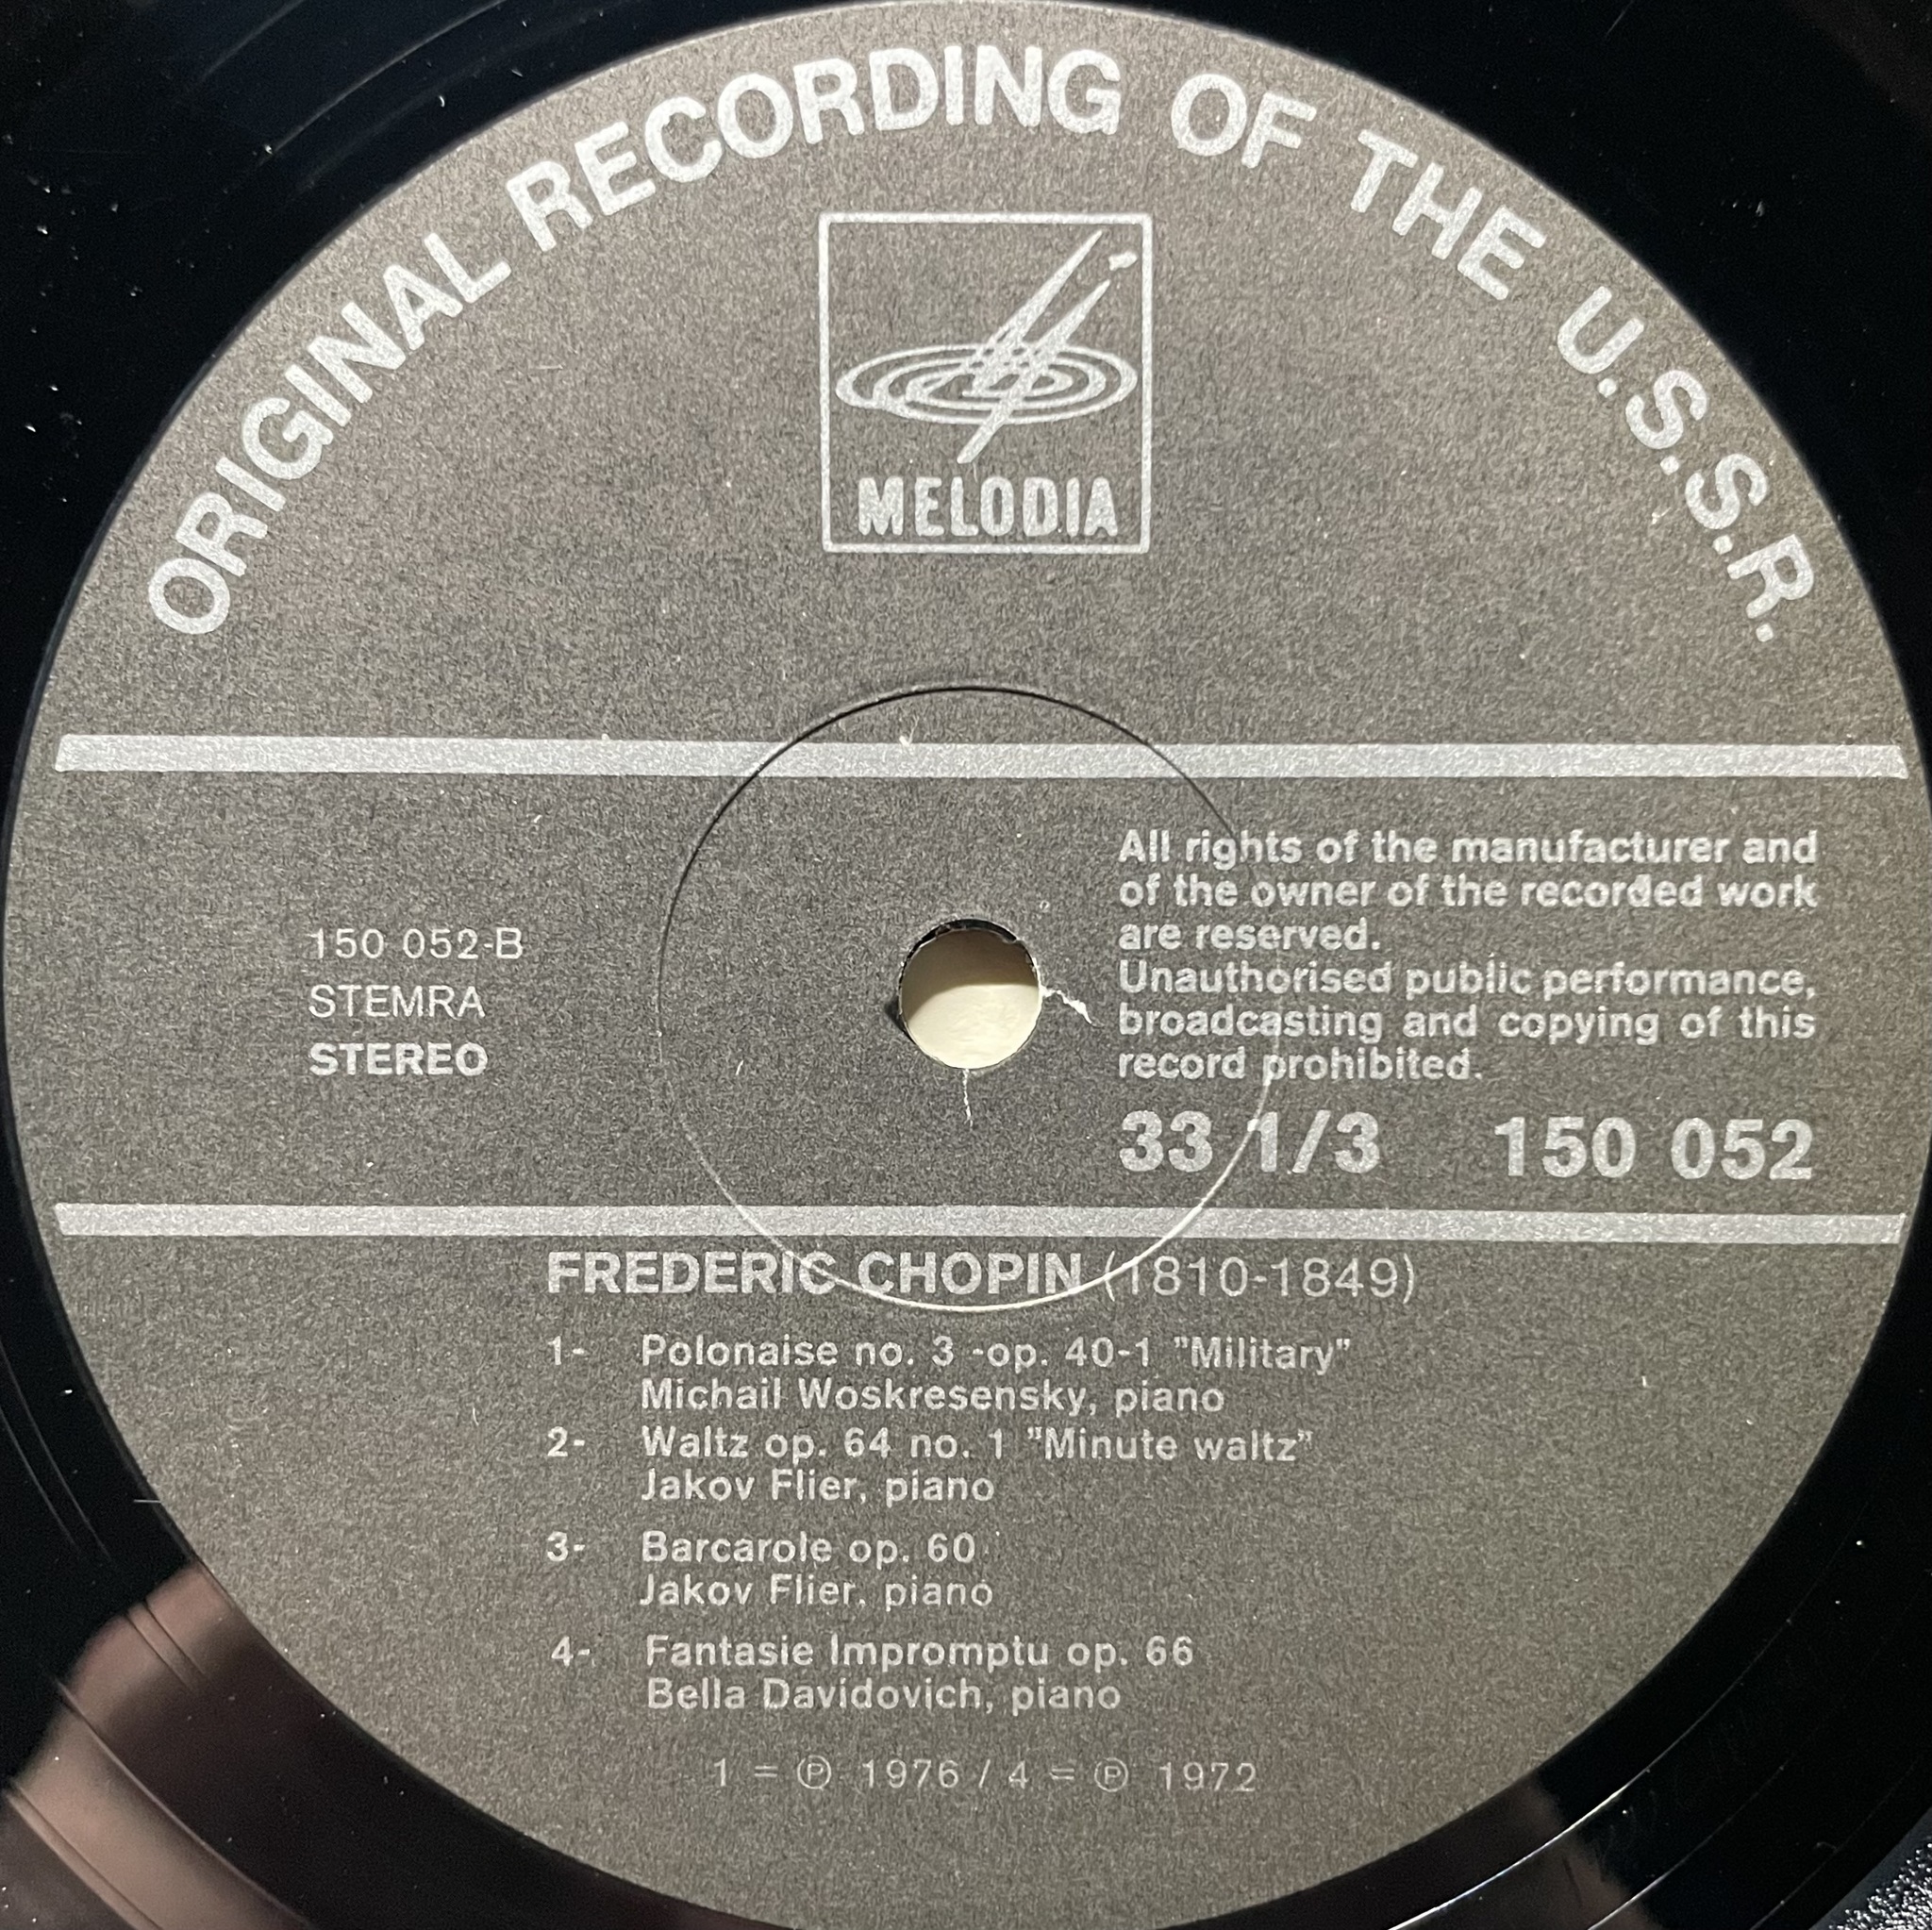 ORIGINAL RECORDING OF THE U.S.S.R.
MELODIA
150 052-B
STEMRA
STEREO
All rights of the manufacturer and
of the owner of the recorded work
are reserved.
Unauthorised public performance,
broadcasting and copying of this
record prohibited.
33 1/3 150 052
FREDERIC CHOPIN (1810-1849)
1- Polonaise no. 3 -op. 40-1 "Military"
Michail Woskresensky, piano
2- Waltz op. 64 no. 1 "Minute waltz"
Jakov Flier, piano
3- Barcarole op. 60
Jakov Flier, piano
4- Fantasie Impromptu op. 66
Bella Davidovich, piano
1 = ℗ 1976 / 4 = ℗ 1972